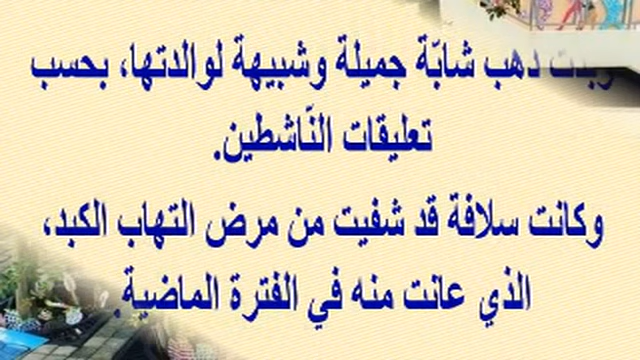 دهب شابّة جميلة وشبيهة لوالدتها، بحسب
تعليقات النّاشطين.
وكانت سلافة قد شفيت من مرض التهاب الكبد،
الذي عانت منه في الفترة الماضية.